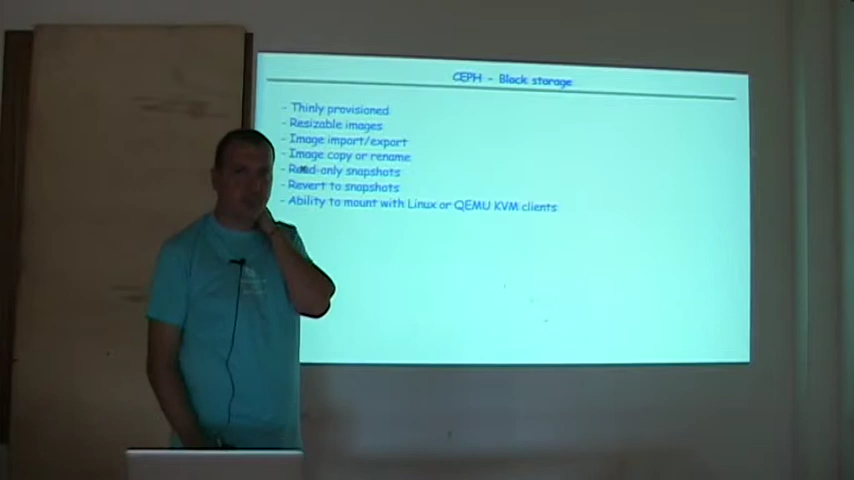 CEPH - Block storage
- Thinly provisioned
- Resizable images
- Image import/export
- Image copy or rename
- Read-only snapshots
- Revert to snapshots
- Ability to mount with Linux or QEMU KVM clients